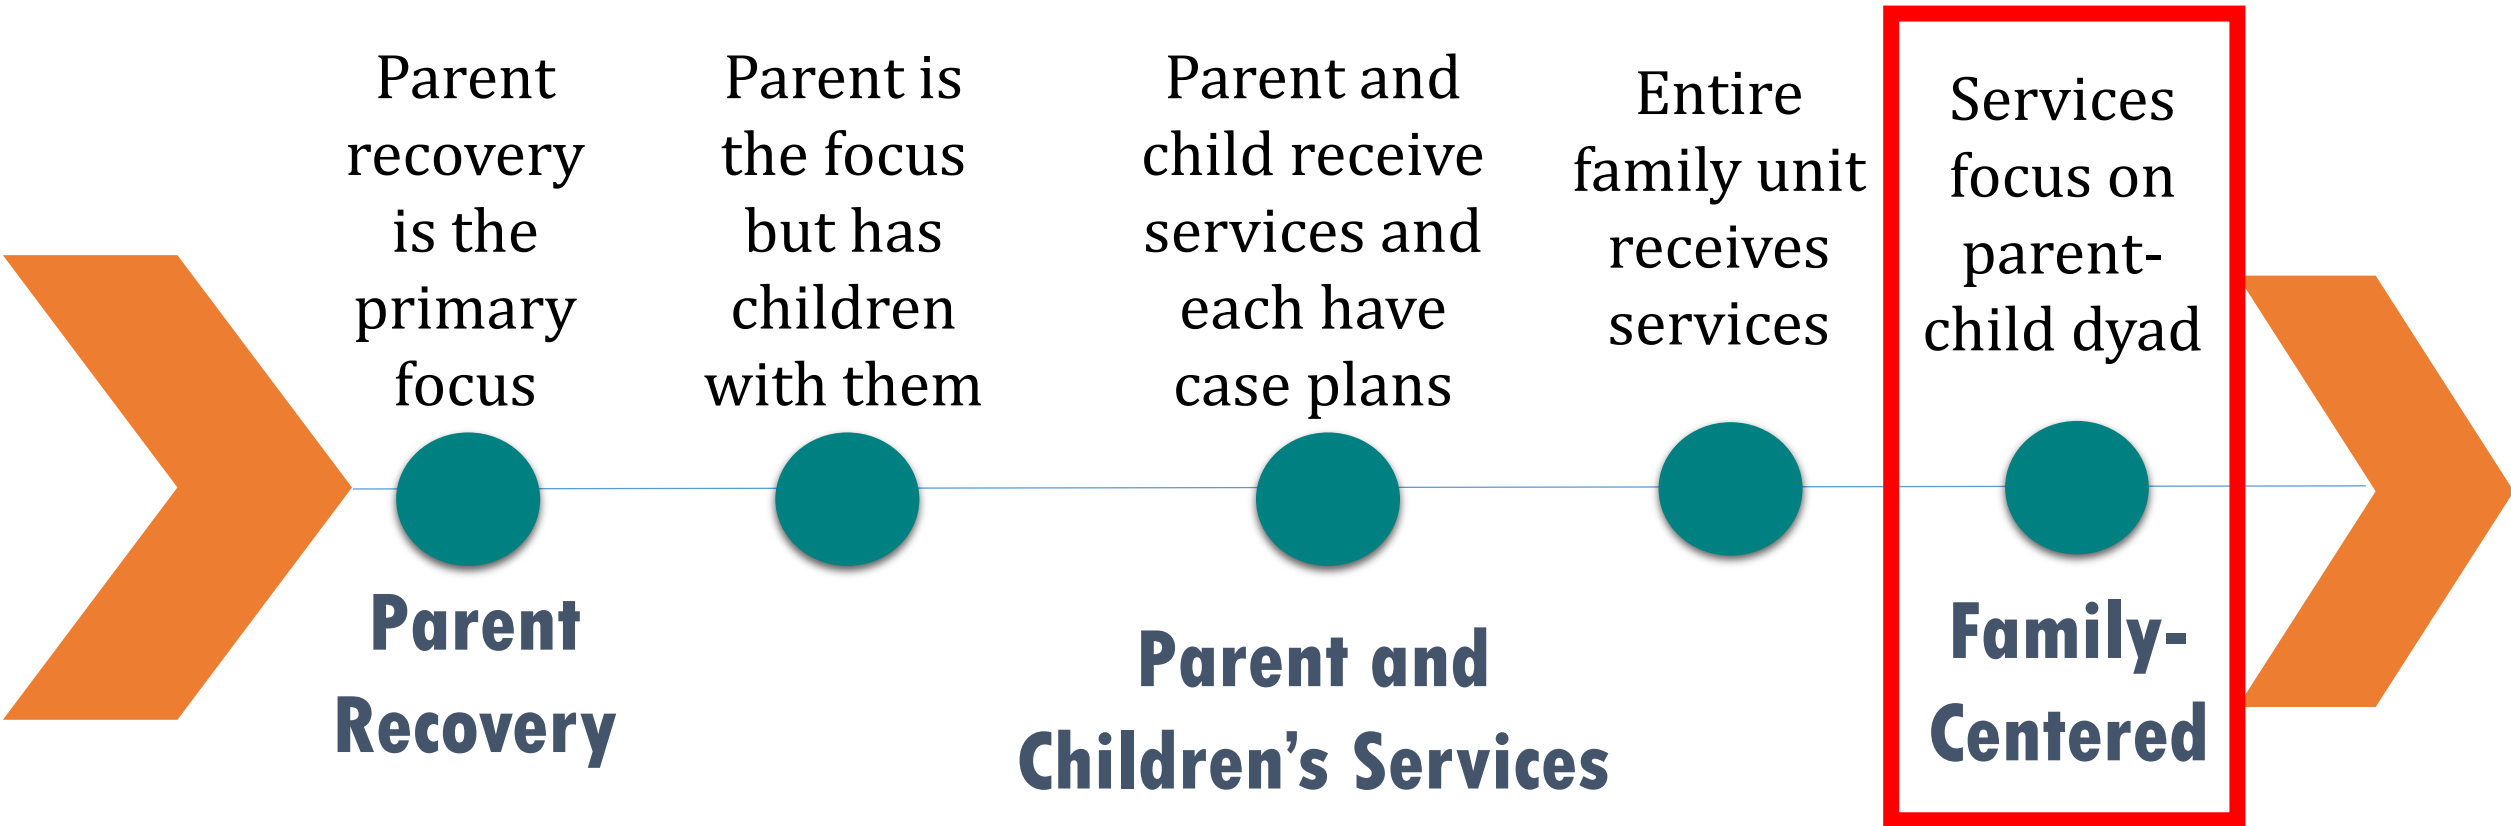 Parent
recovery
is the
primary
focus
Parent is
the focus
but has
children
with them
Parent and
child receive
services and
each have
case plans
Entire
family unit
receives
services
Services
focus on
parent-
child dyad
Parent
Recovery
Parent and
Children's Services
Family-
Centered